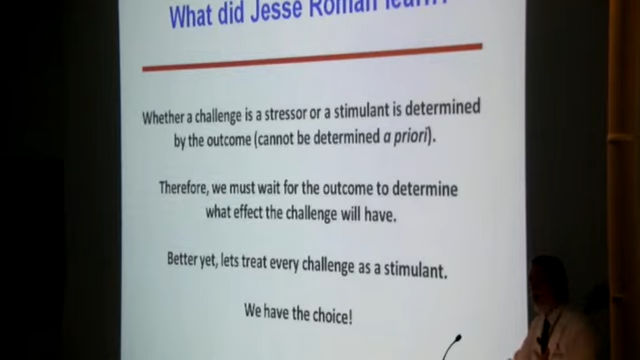 What did Jesse Roman learn?
Whether a challenge is a stressor or a stimulant is determined
by the outcome (cannot be determined a priori).
Therefore, we must wait for the outcome to determine
what effect the challenge will have.
Better yet, lets treat every challenge as a stimulant.
We have the choice!